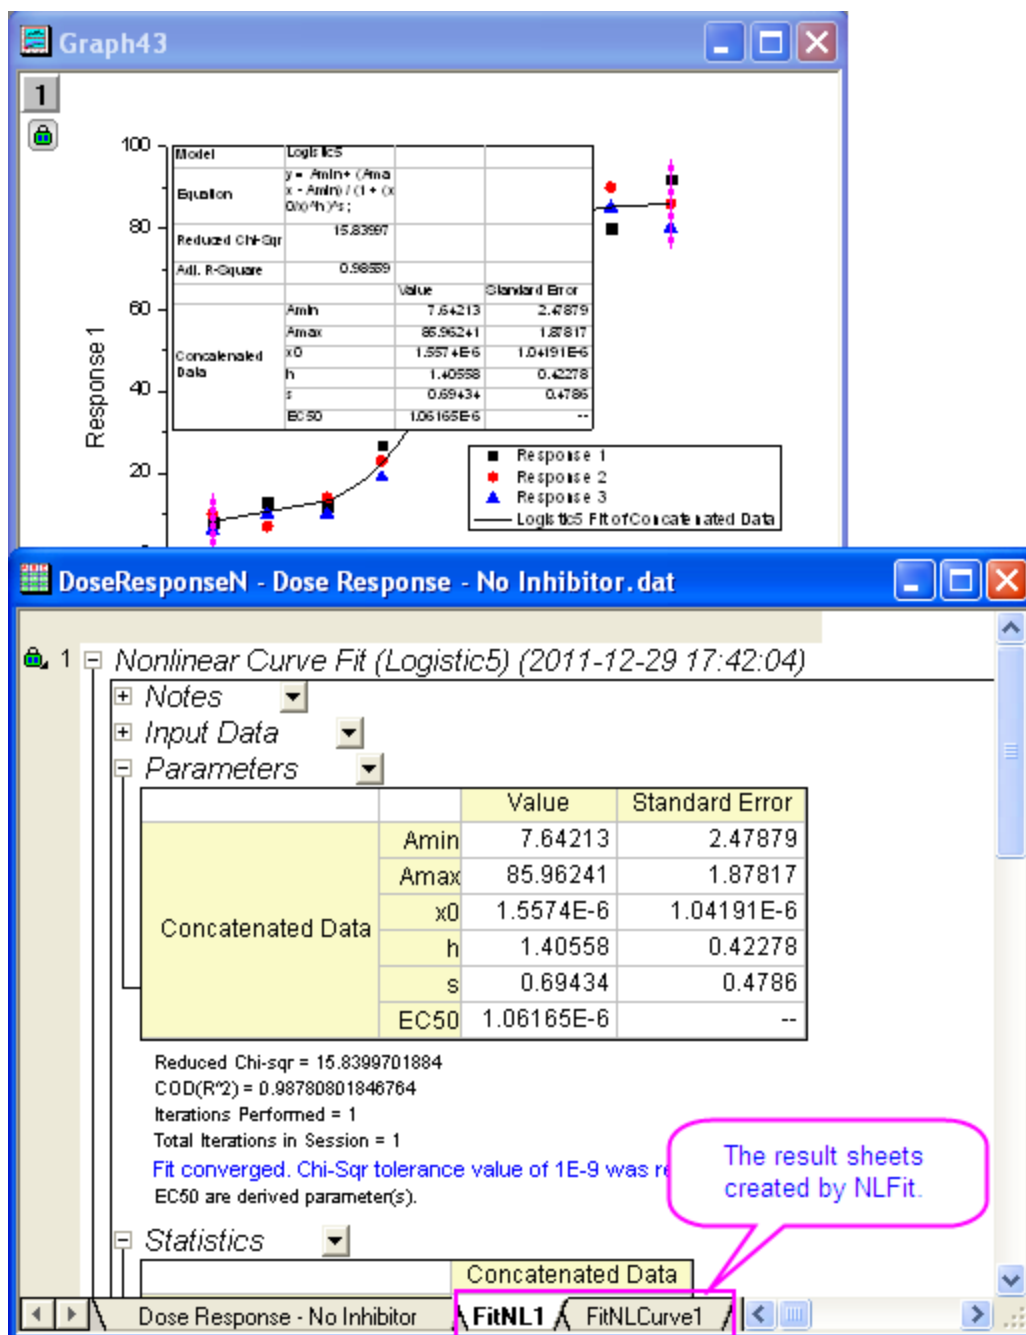 Graph43
1
100
80
60
40
20
Response 1
Model Logistic5
Equation y = Amin + (Ama
x - Amin) / (1 + (x
0/x)^h)^s;
Reduced Chi-Sqr 15.83997
Adj. R-Square 0.98559
Value Standard Error
Concatenated Data
Amin 7.64213 2.47879
Amax 85.96241 1.87817
x0 1.5574E-6 1.04191E-6
h 1.40558 0.42278
s 0.69434 0.4786
EC50 1.06165E-6 --
Response 1
Response 2
Response 3
Logistic5 Fit of Concatenated Data
DoseResponseN - Dose Response - No Inhibitor.dat
1 Nonlinear Curve Fit (Logistic5) (2011-12-29 17:42:04)
Notes
Input Data
Parameters
Value Standard Error
Concatenated Data
Amin 7.64213 2.47879
Amax 85.96241 1.87817
x0 1.5574E-6 1.04191E-6
h 1.40558 0.42278
s 0.69434 0.4786
EC50 1.06165E-6 --
Reduced Chi-sqr = 15.8399701884
COD(R^2) = 0.98780801846764
Iterations Performed = 1
Total Iterations in Session = 1
Fit converged. Chi-Sqr tolerance value of 1E-9 was re
EC50 are derived parameter(s).
The result sheets
created by NLFit.
Statistics
Concatenated Data
Dose Response - No Inhibitor FitNL1 FitNLCurve1